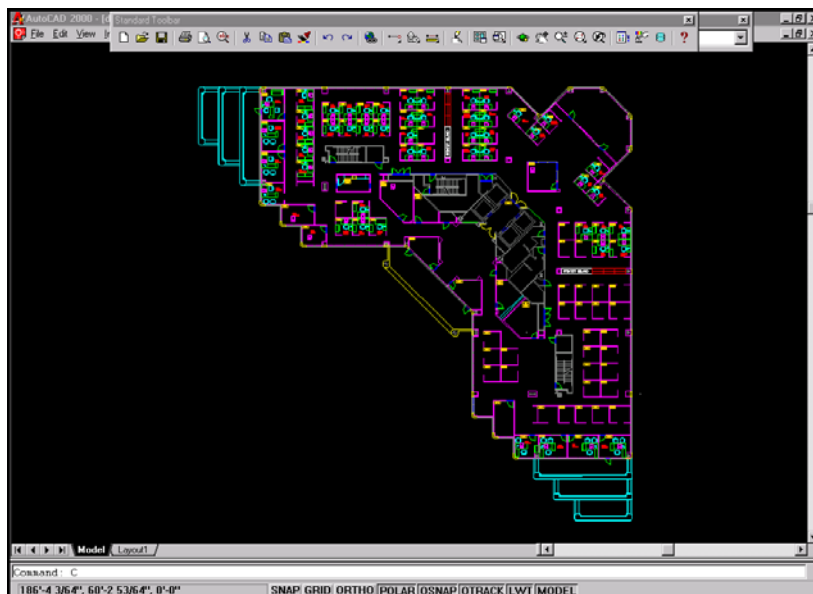 AutoCAD 2000 - [d
Standard Toolbar
File Edit View
Model Layout1
Command: C
186'-4 3/64", 60'-2 53/64", 0'-0" SNAP GRID ORTHO POLAR OSNAP OTRACK LWT MODEL